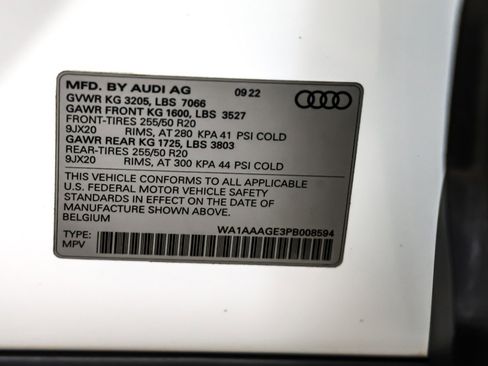 MFD. BY AUDI AG 09 22
GVWR KG 3205, LBS 7066
GAWR FRONT KG 1600, LBS 3527
FRONT-TIRES 255/50 R20
9JX20 RIMS, AT 280 KPA 41 PSI COLD
GAWR REAR KG 1725, LBS 3803
REAR-TIRES 255/50 R20
9JX20 RIMS, AT 300 KPA 44 PSI COLD
THIS VEHICLE CONFORMS TO ALL APPLICABLE
U.S. FEDERAL MOTOR VEHICLE SAFETY
STANDARDS IN EFFECT ON THE DATE OF
MANUFACTURE SHOWN ABOVE.
BELGIUM
WA1AAAGE3PB008594
TYPE:
MPV